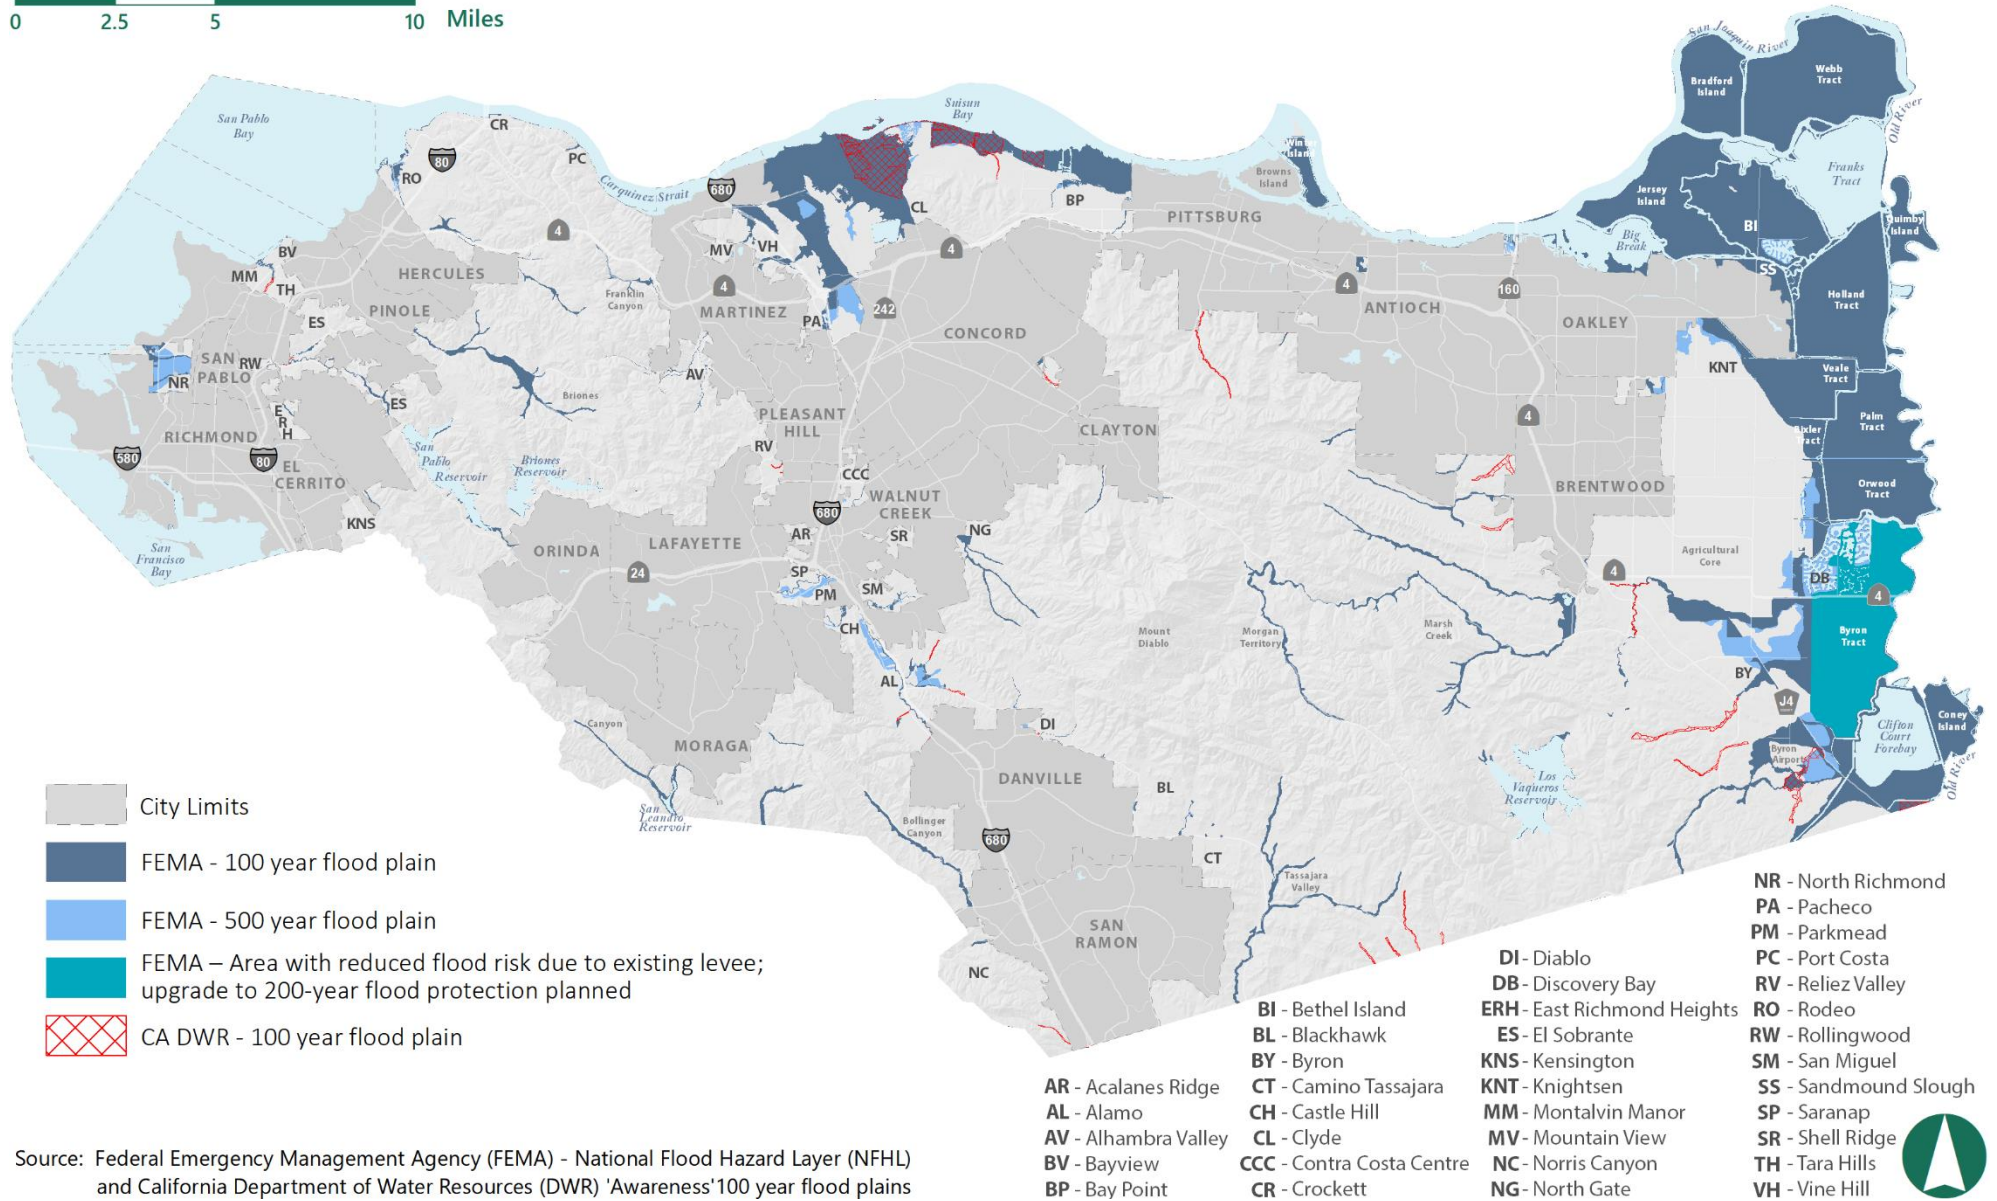 0 2.5 5 10 Miles
San Joaquin River
Bradford
Island
Webb
Tract
Old River
San Pablo
Bay
Suisun
Bay
CR
80
PC
RO
Carquinez Strait
680
Winter
Island
Browns
Island
Franks
Tract
Jersey
Island
BP
CL
PITTSBURG
BI
Quimby
Island
4
MV
VH
4
Big
Break
BV
MM
TH
HERCULES
Franklin
Canyon
4
4
160
SS
Holland
Tract
PINOLE
ES
MARTINEZ
PA
242
CONCORD
ANTIOCH
OAKLEY
SAN
PABLO
RW
NR
AV
KNT
Veale
Tract
Briones
ES
E
R
H
PLEASANT
HILL
CLAYTON
4
Palm
Tract
Bixler
Tract
RICHMOND
580
80
EL
CERRITO
San
Pablo
Reservoir
Briones
Reservoir
RV
CCC
WALNUT
CREEK
BRENTWOOD
Orwood
Tract
KNS
680
San
Francisco
Bay
ORINDA
LAFAYETTE
AR
SR
NG
24
SP
PM
SM
Agricultural
Core
4
DB
4
CH
Mount
Diablo
Morgan
Territory
Marsh
Creek
Byron
Tract
AL
BY
J4
Canyon
MORAGA
DI
Clifton
Court
Forebay
Coney
Island
Byron
Airport
Old River
DANVILLE
BL
Los
Vaqueros
Reservoir
San
Leandro
Reservoir
Bollinger
Canyon
680
CT
Tassajara
Valley
SAN
RAMON
NC
City Limits
FEMA - 100 year flood plain
FEMA - 500 year flood plain
FEMA – Area with reduced flood risk due to existing levee;
upgrade to 200-year flood protection planned
CA DWR - 100 year flood plain
AR - Acalanes Ridge
AL - Alamo
AV - Alhambra Valley
BV - Bayview
BP - Bay Point
BI - Bethel Island
BL - Blackhawk
BY - Byron
CT - Camino Tassajara
CH - Castle Hill
CL - Clyde
CCC - Contra Costa Centre
CR - Crockett
DI - Diablo
DB - Discovery Bay
ERH - East Richmond Heights
ES - El Sobrante
KNS - Kensington
KNT - Knightsen
MM - Montalvin Manor
MV - Mountain View
NC - Norris Canyon
NG - North Gate
NR - North Richmond
PA - Pacheco
PM - Parkmead
PC - Port Costa
RV - Reliez Valley
RO - Rodeo
RW - Rollingwood
SM - San Miguel
SS - Sandmound Slough
SP - Saranap
SR - Shell Ridge
TH - Tara Hills
VH - Vine Hill
Source: Federal Emergency Management Agency (FEMA) - National Flood Hazard Layer (NFHL)
and California Department of Water Resources (DWR) 'Awareness'100 year flood plains